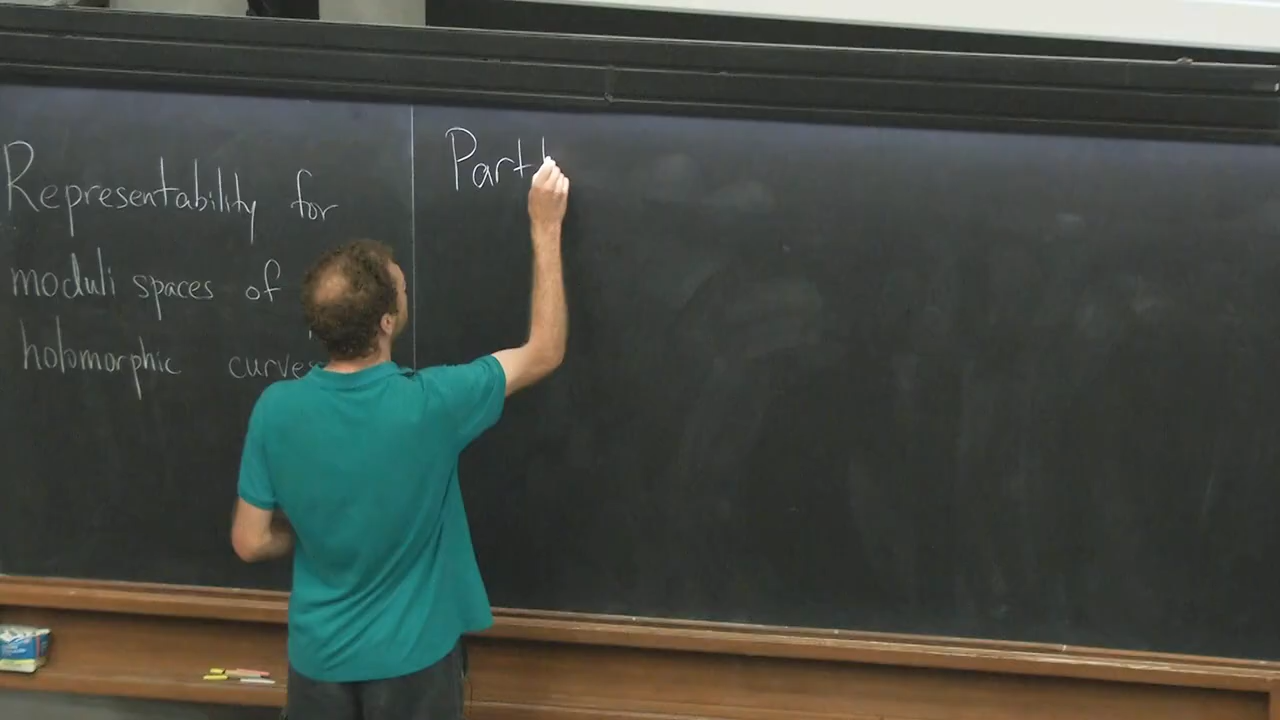 Representability for
moduli spaces of
holomorphic curves
Part